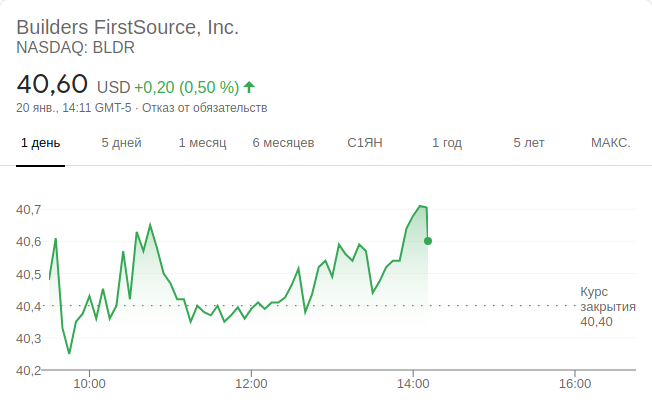 Builders FirstSource, Inc.
NASDAQ: BLDR
40,60 USD +0,20 (0,50 %)
20 янв., 14:11 GMT-5 · Отказ от обязательств
1 день 5 дней 1 месяц 6 месяцев С1ЯН 1 год 5 лет МАКС.
40,7
40,6
40,5
40,4
40,3
40,2
Курс
закрытия
40,40
10:00 12:00 14:00 16:00